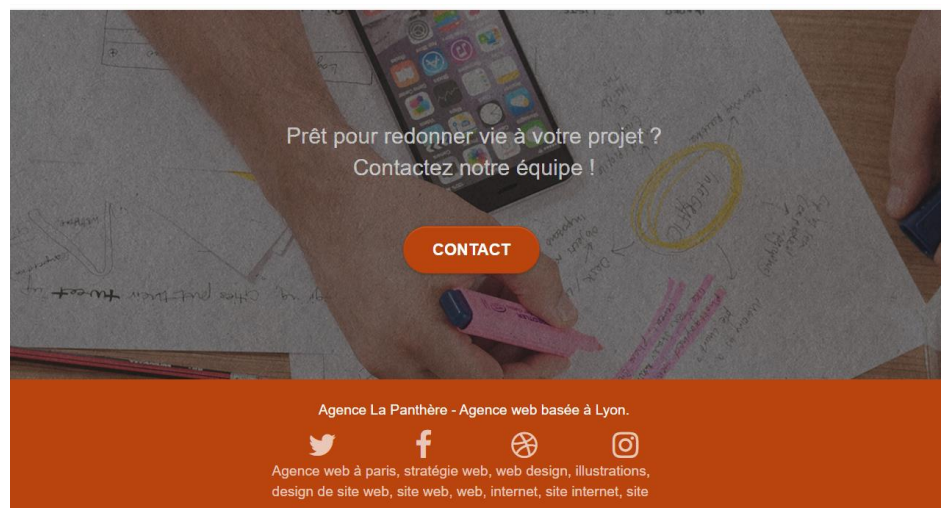 Prêt pour redonner vie à votre projet ?
Contactez notre équipe !
CONTACT
tweet
Agence La Panthère - Agence web basée à Lyon.
Agence web à paris, stratégie web, web design, illustrations,
design de site web, site web, web, internet, site internet, site